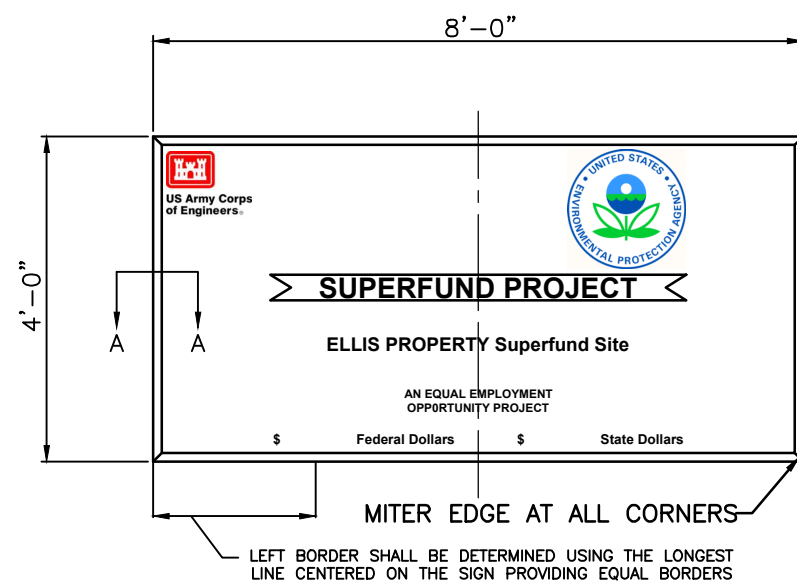 8'-0"
US Army Corps
of Engineers®
UNITED STATES • ENVIRONMENTAL PROTECTION AGENCY •
4'-0"
SUPERFUND PROJECT
A A
ELLIS PROPERTY Superfund Site
AN EQUAL EMPLOYMENT
OPP0RTUNITY PROJECT
$ Federal Dollars $ State Dollars
MITER EDGE AT ALL CORNERS
LEFT BORDER SHALL BE DETERMINED USING THE LONGEST
LINE CENTERED ON THE SIGN PROVIDING EQUAL BORDERS